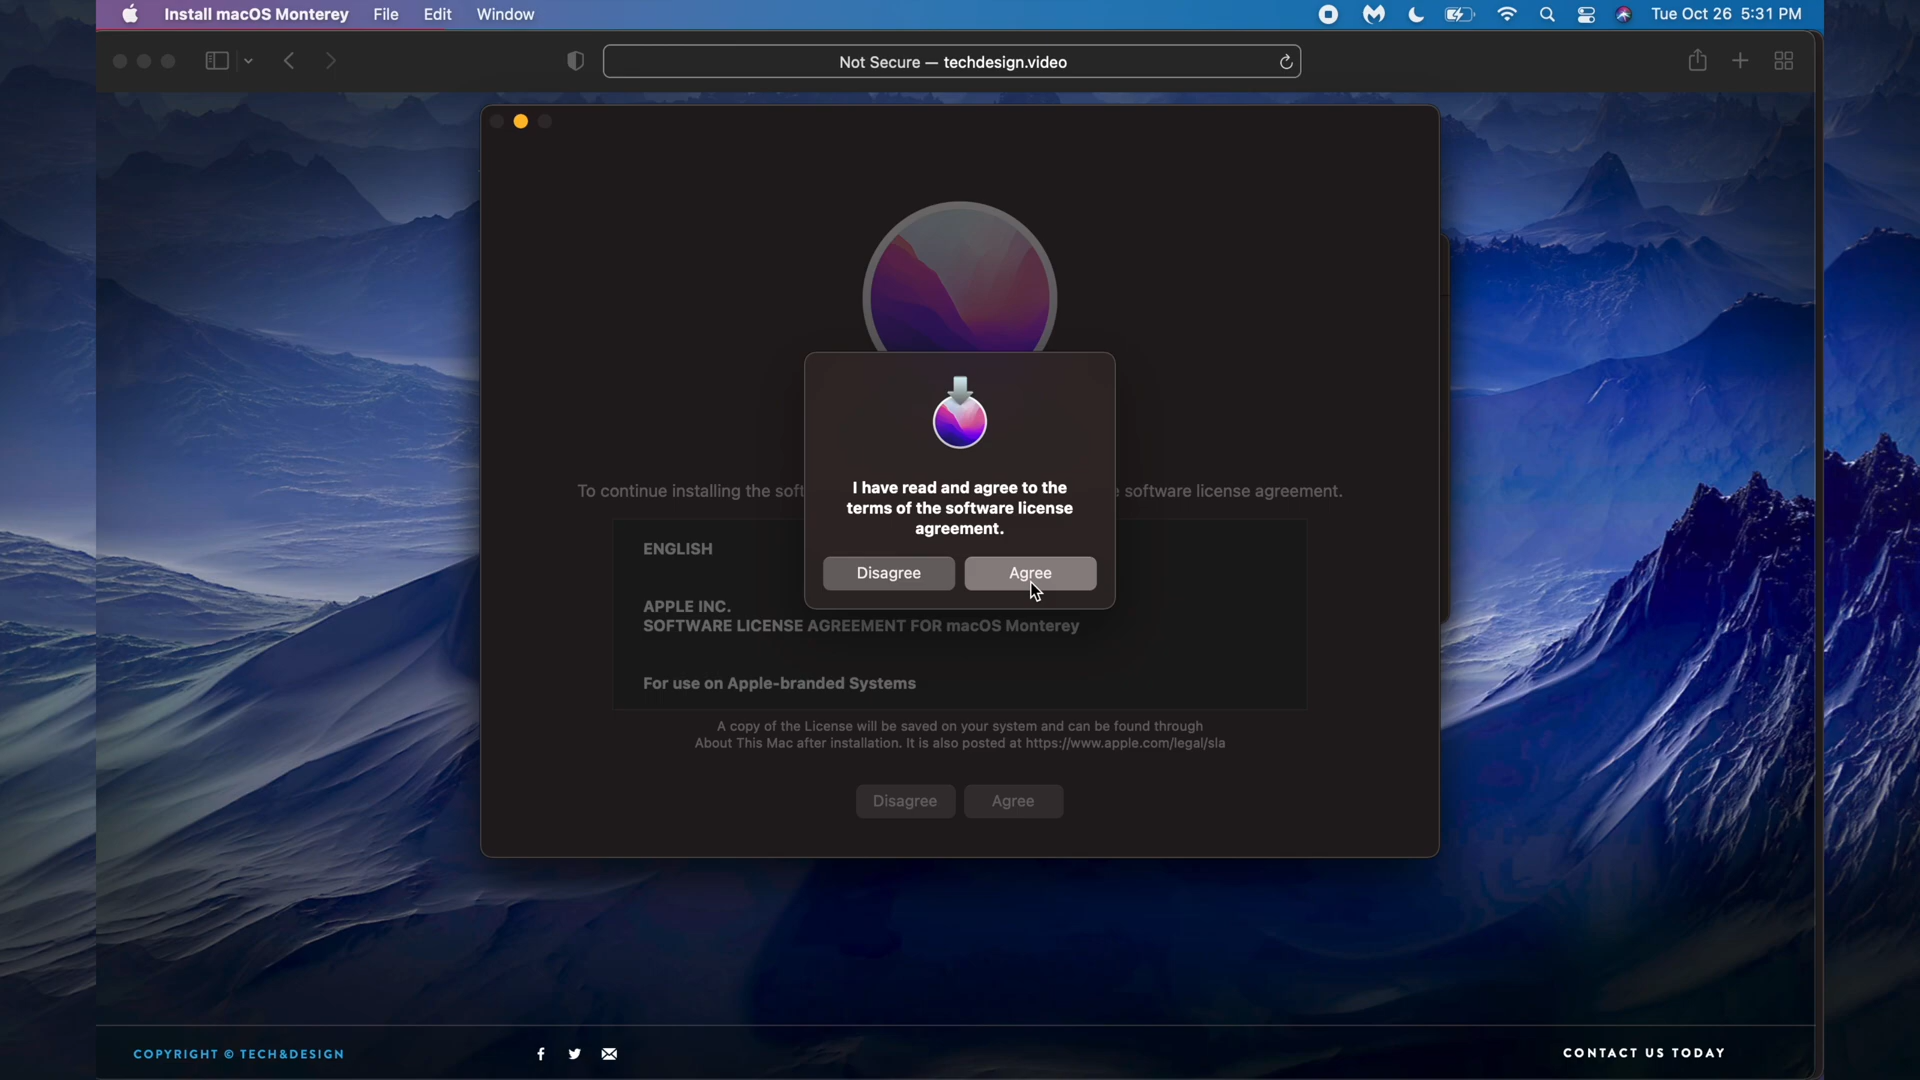 Install macOS Monterey File Edit Window Tue Oct 26 5:31 PM
Not Secure — techdesign.video
To continue installing the soft
software license agreement.
I have read and agree to the
terms of the software license
agreement.
Disagree Agree
ENGLISH
APPLE INC.
SOFTWARE LICENSE AGREEMENT FOR macOS Monterey
For use on Apple-branded Systems
A copy of the License will be saved on your system and can be found through
About This Mac after installation. It is also posted at https://www.apple.com/legal/sla
Disagree Agree
COPYRIGHT © TECH&DESIGN
CONTACT US TODAY